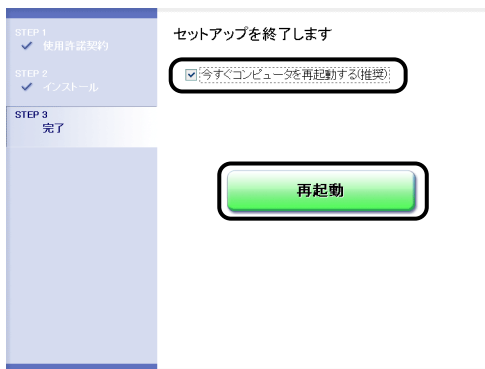 STEP 1
使用許諾契約
STEP 2
インストール
STEP 3
完了
セットアップを終了します
今すぐコンピュータを再起動する(推奨)
再起動